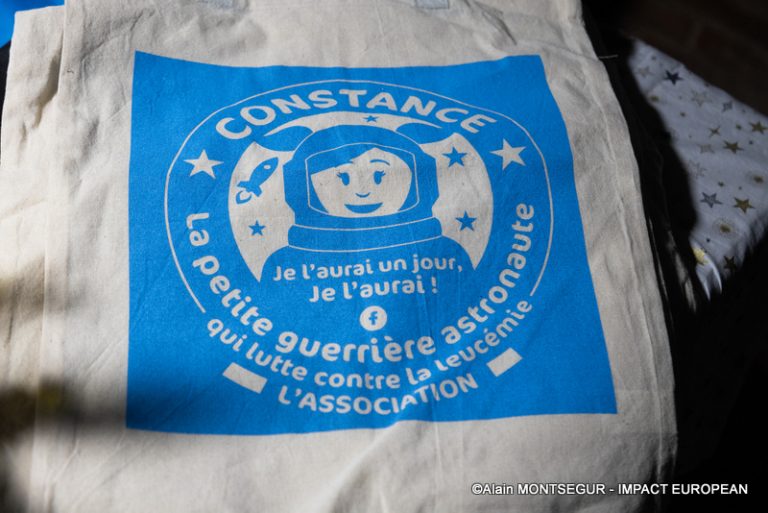 CONSTANCE
Je l'aurai un jour,
Je l'aurai !
f
La petite guerrière astronaute
qui lutte contre la leucémie
L'ASSOCIATION
©Alain MONTSEGUR - IMPACT EUROPEAN